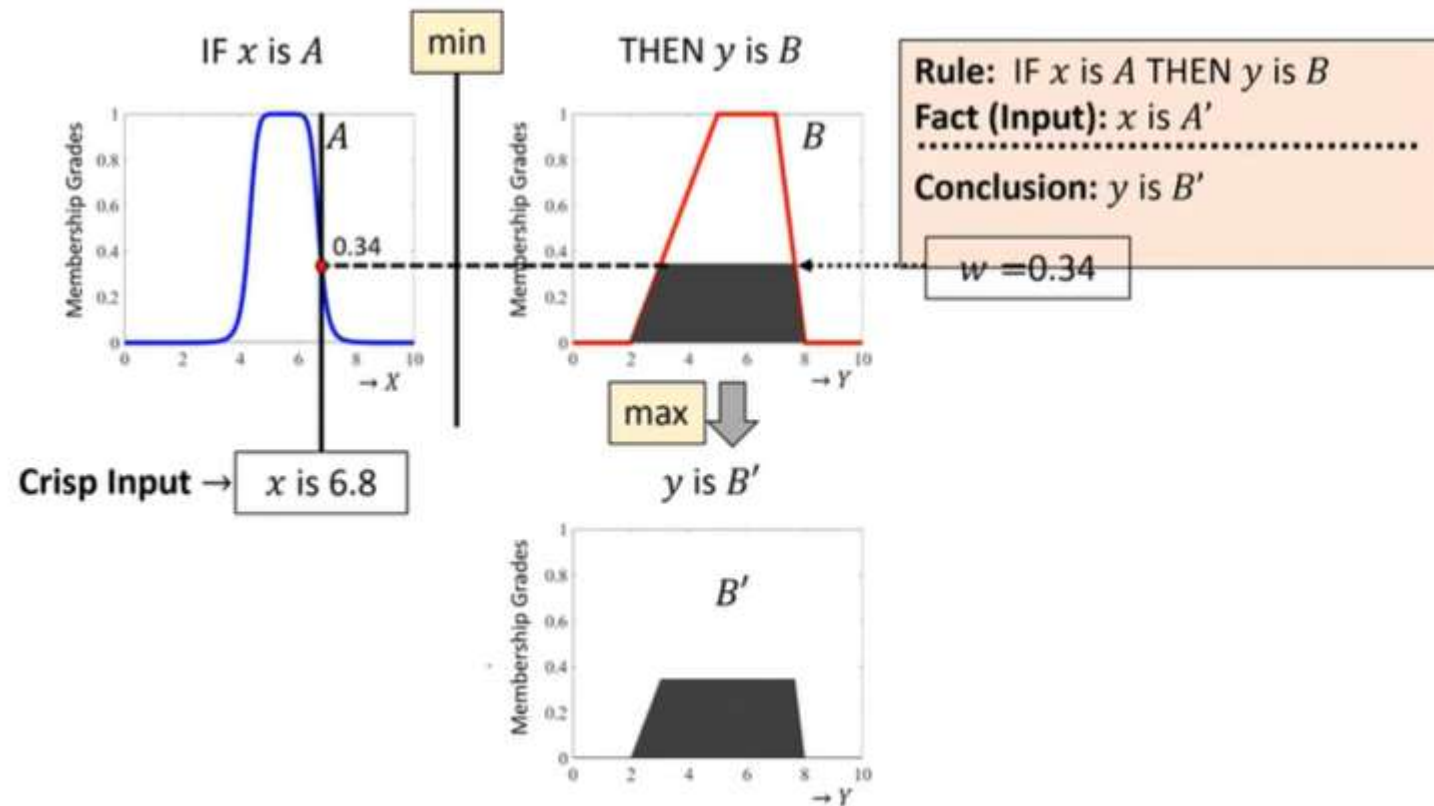 IF x is A
min
THEN y is B
Rule: IF x is A THEN y is B
Fact (Input): x is A’
Conclusion: y is B’
w =0.34
Membership Grades
1
0.8
0.6
0.4
0.2
0
0 2 4 6 8 10
→ X
A
0.34
Membership Grades
1
0.8
0.6
0.4
0.2
0
0 2 4 6 8 10
→ Y
B
max
Crisp Input → x is 6.8
y is B′
Membership Grades
1
0.8
0.6
0.4
0.2
0
0 2 4 6 8 10
→ Y
B′